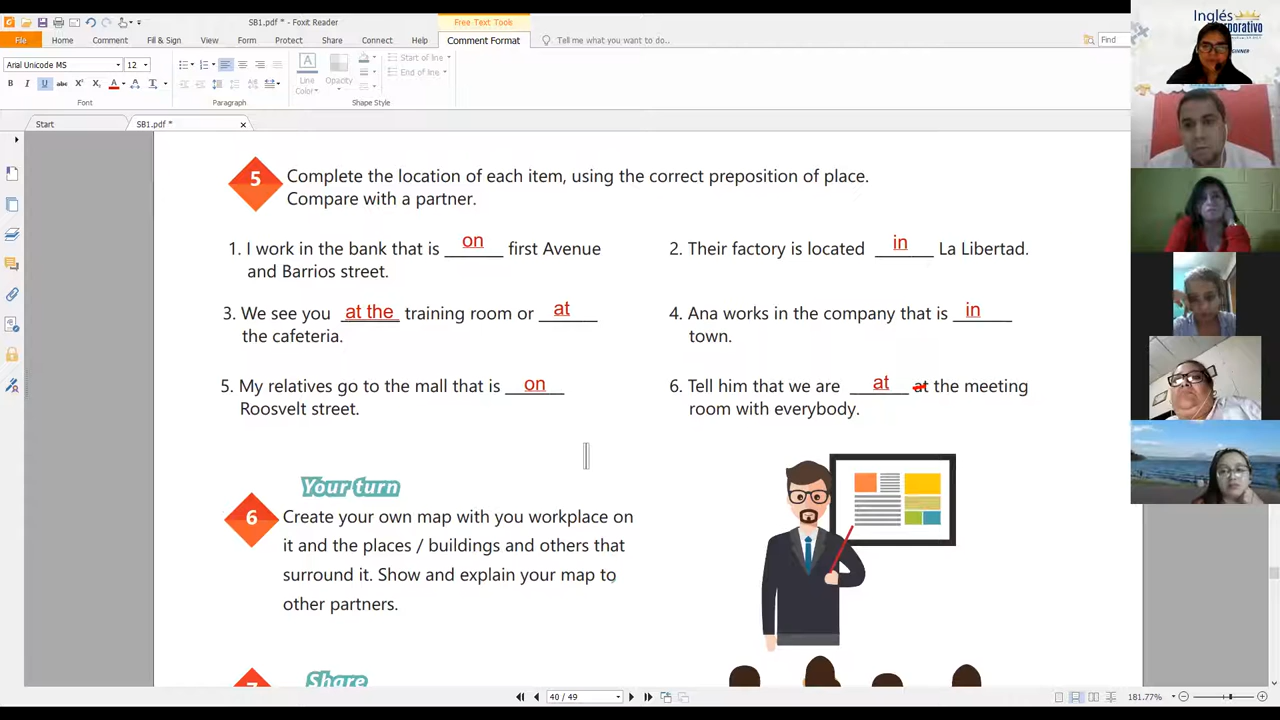 SB1.pdf * - Foxit Reader
Free Text Tools
File Home Comment Fill & Sign View Form Protect Share Connect Help Comment Format Tell me what you want to do.. Find
Arial Unicode MS 12
Start of line
End of line
Line Color
Opacity
Font Paragraph Shape Style
Start SB1.pdf *
5 Complete the location of each item, using the correct preposition of place.
Compare with a partner.
1. I work in the bank that is on first Avenue
and Barrios street.
2. Their factory is located in La Libertad.
3. We see you at the training room or at
the cafeteria.
4. Ana works in the company that is in
town.
5. My relatives go to the mall that is on
Roosvelt street.
6. Tell him that we are at at the meeting
room with everybody.
Your turn
6 Create your own map with you workplace on
it and the places / buildings and others that
surround it. Show and explain your map to
other partners.
7 Share
40 / 49
181.77%
Inglés